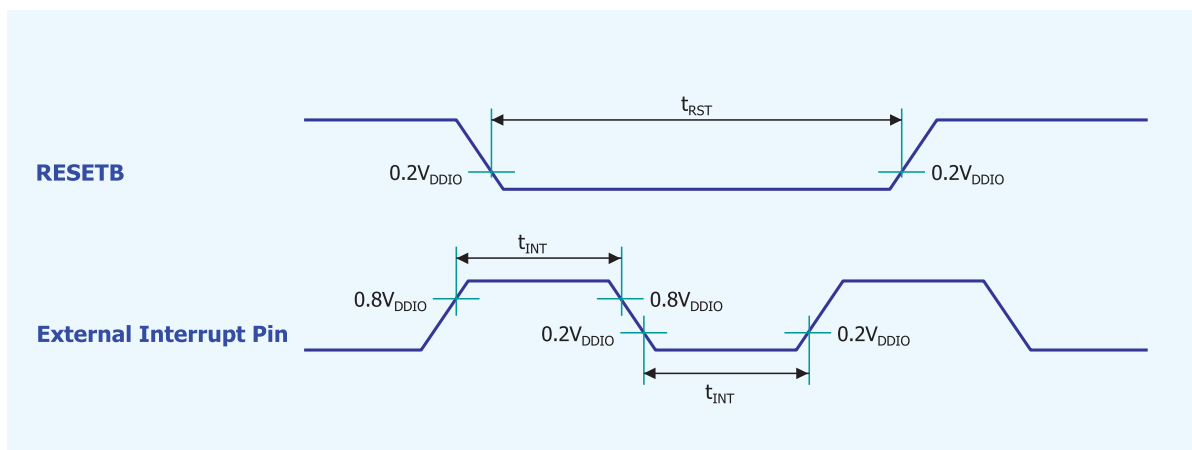 tRST
RESETB
0.2VDDIO
0.2VDDIO
tINT
0.8VDDIO
0.8VDDIO
External Interrupt Pin
0.2VDDIO
0.2VDDIO
tINT